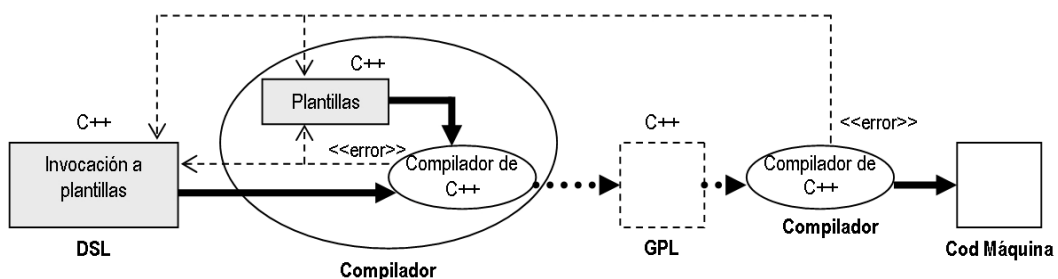 C++
Plantillas
C++
C++
<<error>>
<<error>>
Invocación a
plantillas
Compilador de
C++
Compilador de
C++
DSL
GPL
Compilador
Cod Máquina
Compilador